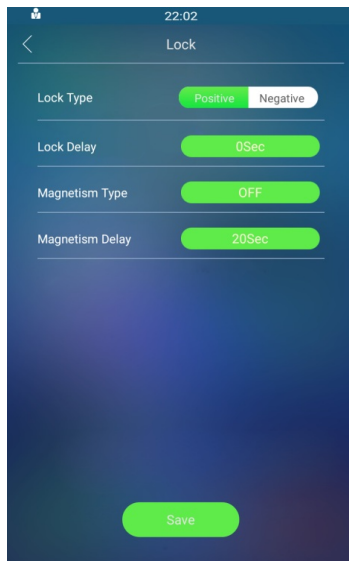 22:02
Lock
Lock Type Positive Negative
Lock Delay 0Sec
Magnetism Type OFF
Magnetism Delay 20Sec
Save